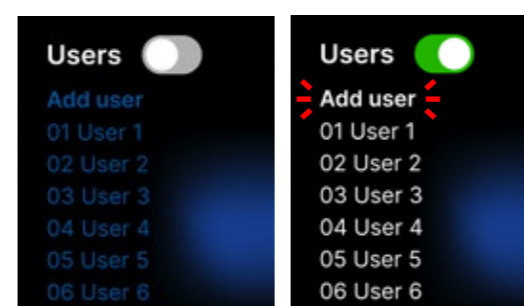 Users
Add user
01 User 1
02 User 2
03 User 3
04 User 4
05 User 5
06 User 6
Users
Add user
01 User 1
02 User 2
03 User 3
04 User 4
05 User 5
06 User 6